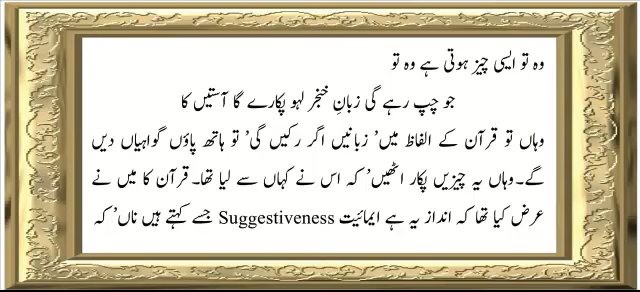 وہ تو ایسی چیز ہوتی ہے وہ تو
جو چپ رہے گی زبانِ خنجر لہو پکارے گا آستیں کا
وہاں تو قرآن کے الفاظ میں’ زبانیں اگر رکیں گی’ تو ہاتھ پاؤں گواہیاں دیں
گے۔ وہاں یہ چیزیں پکار اٹھیں’ کہ اس نے کہاں سے لیا تھا۔ قرآن کا میں نے
عرض کیا تھا کہ انداز یہ ہے ایمائیت Suggestiveness جسے کہتے ہیں ناں’ کہ